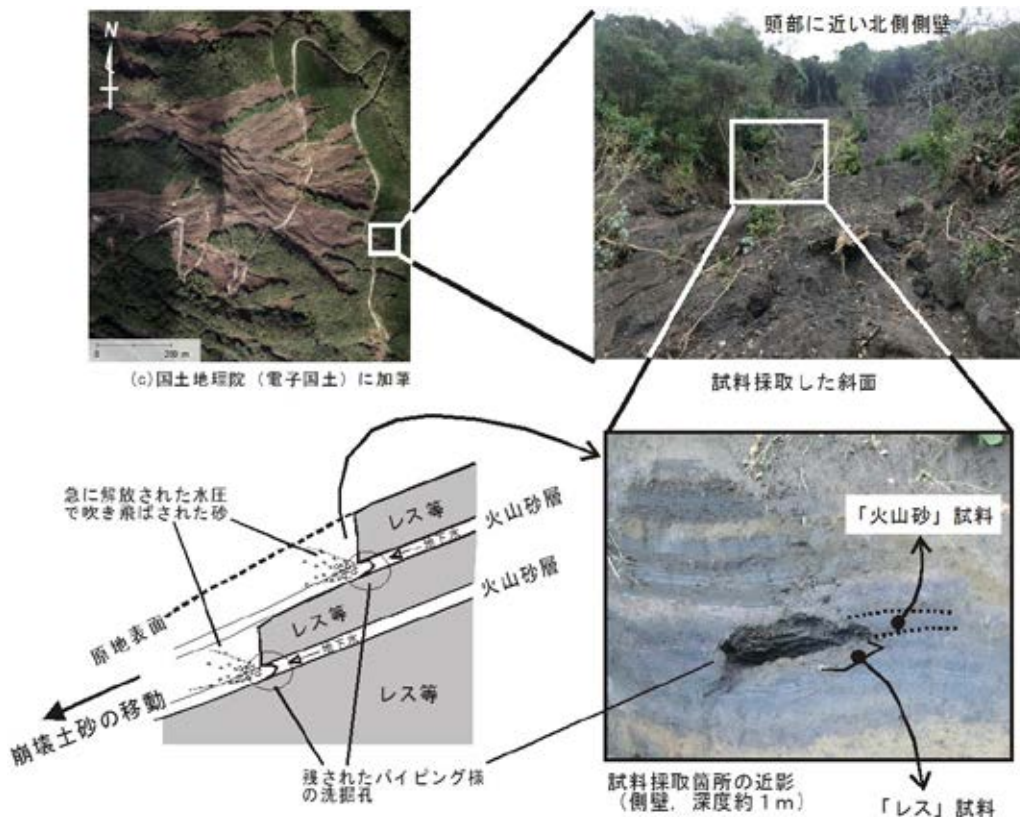 N
0
200 m
(c)国土地理院（電子国土）に加筆
頭部に近い北側側壁
試料採取した斜面
急に解放された水圧
で吹き飛ばされた砂
原地表面
崩壊土砂の移動
レス等
火山砂層
地下水
レス等
火山砂層
地下水
レス等
残されたパイピング様
の洗掘孔
「火山砂」試料
試料採取箇所の近影
（側壁，深度約１ｍ）
「レス」試料